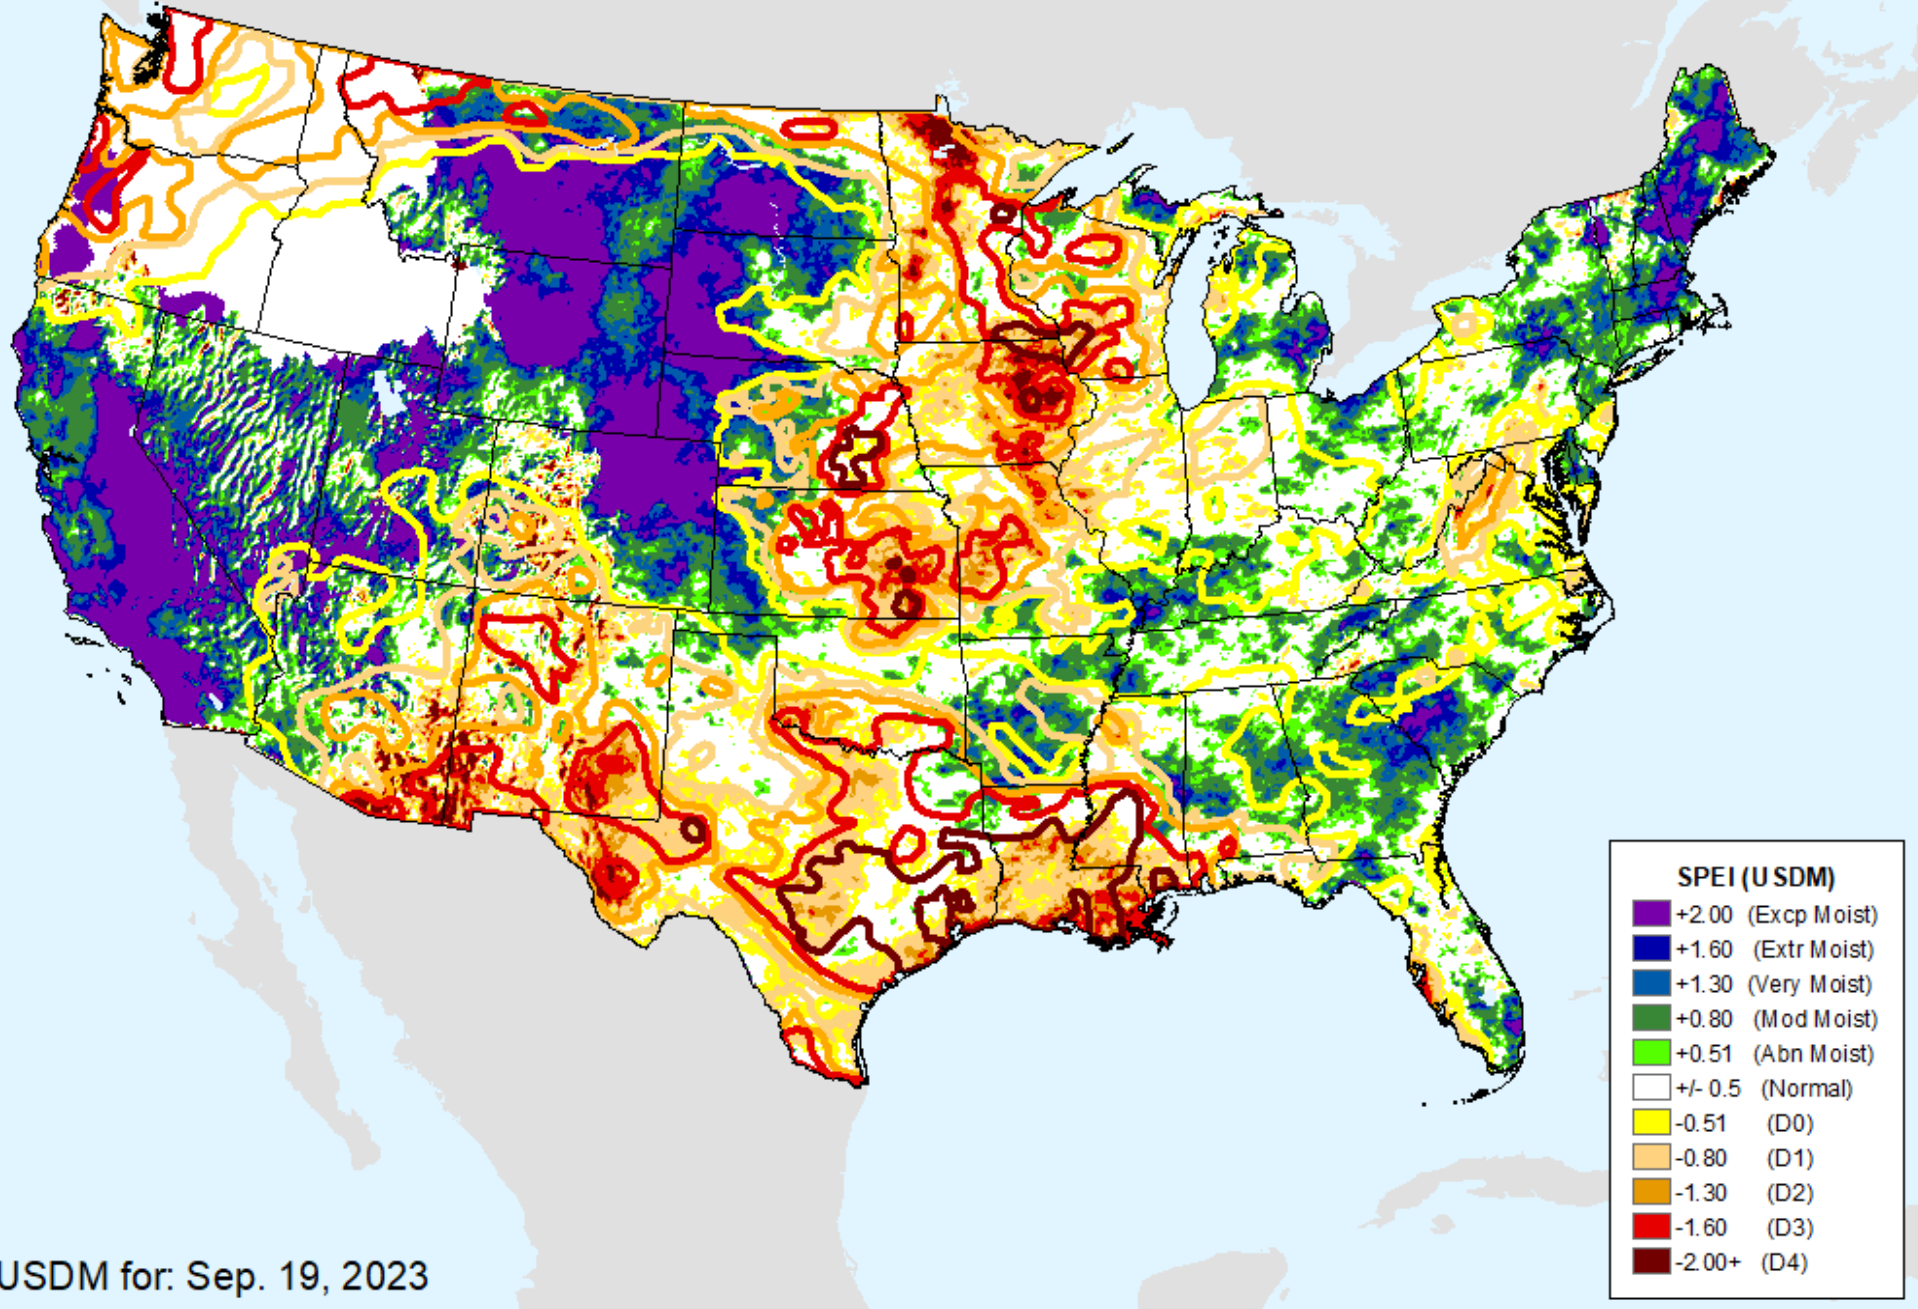 SPEI (USDM)
+2.00 (Excp Moist)
+1.60 (Extr Moist)
+1.30 (Very Moist)
+0.80 (Mod Moist)
+0.51 (Abn Moist)
+/- 0.5 (Normal)
-0.51 (D0)
-0.80 (D1)
-1.30 (D2)
-1.60 (D3)
-2.00+ (D4)
USDM for: Sep. 19, 2023